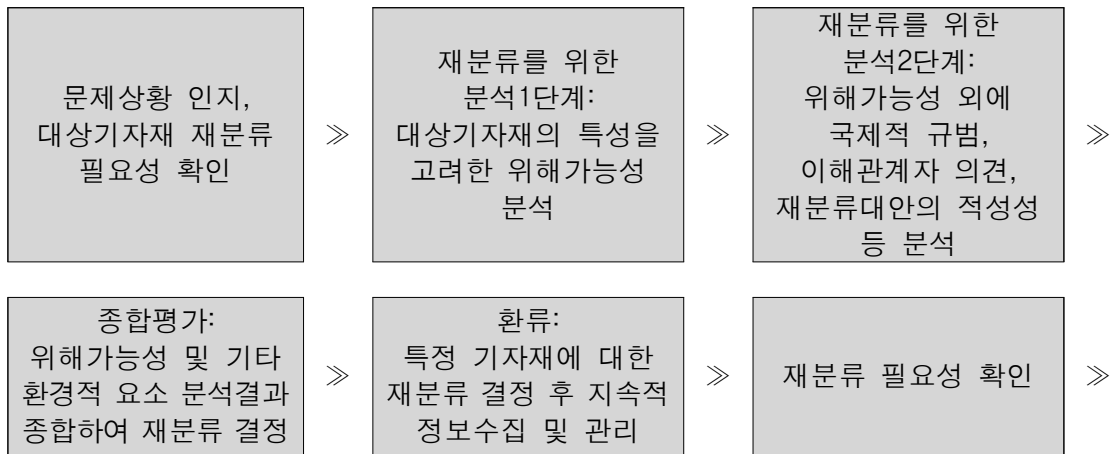 문제상황 인지,
대상기자재 재분류
필요성 확인
≫
재분류를 위한
분석1단계:
대상기자재의 특성을
고려한 위해가능성
분석
≫
재분류를 위한
분석2단계:
위해가능성 외에
국제적 규범,
이해관계자 의견,
재분류대안의 적성성
등 분석
≫
종합평가:
위해가능성 및 기타
환경적 요소 분석결과
종합하여 재분류 결정
≫
환류:
특정 기자재에 대한
재분류 결정 후 지속적
정보수집 및 관리
≫
재분류 필요성 확인
≫